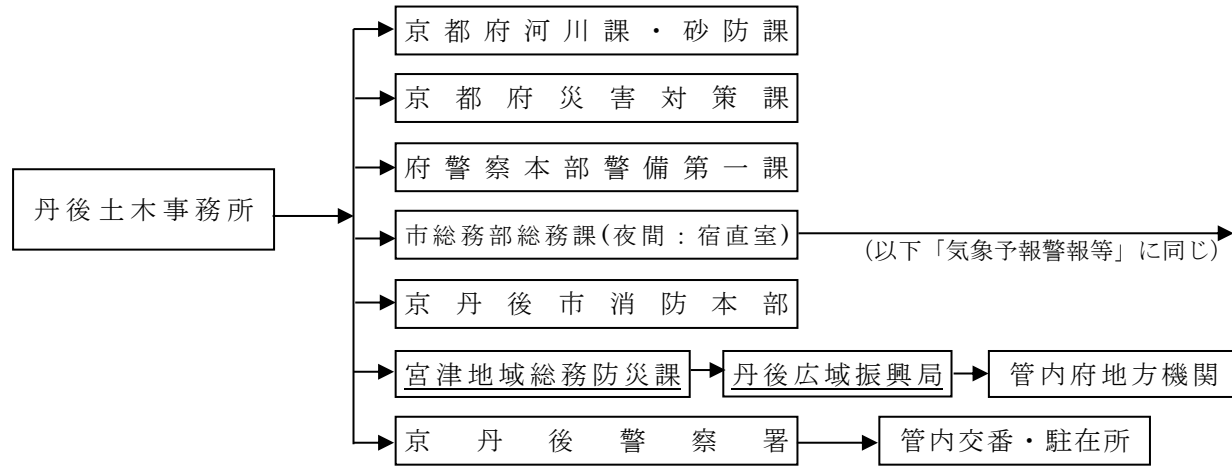 京都府河川課・砂防課
京都府災害対策課
府警察本部警備第一課
丹後土木事務所
市総務部総務課(夜間：宿直室)
(以下「気象予報警報等」に同じ)
京丹後市消防本部
宮津地域総務防災課
丹後広域振興局
管内府地方機関
京丹後警察署
管内交番・駐在所